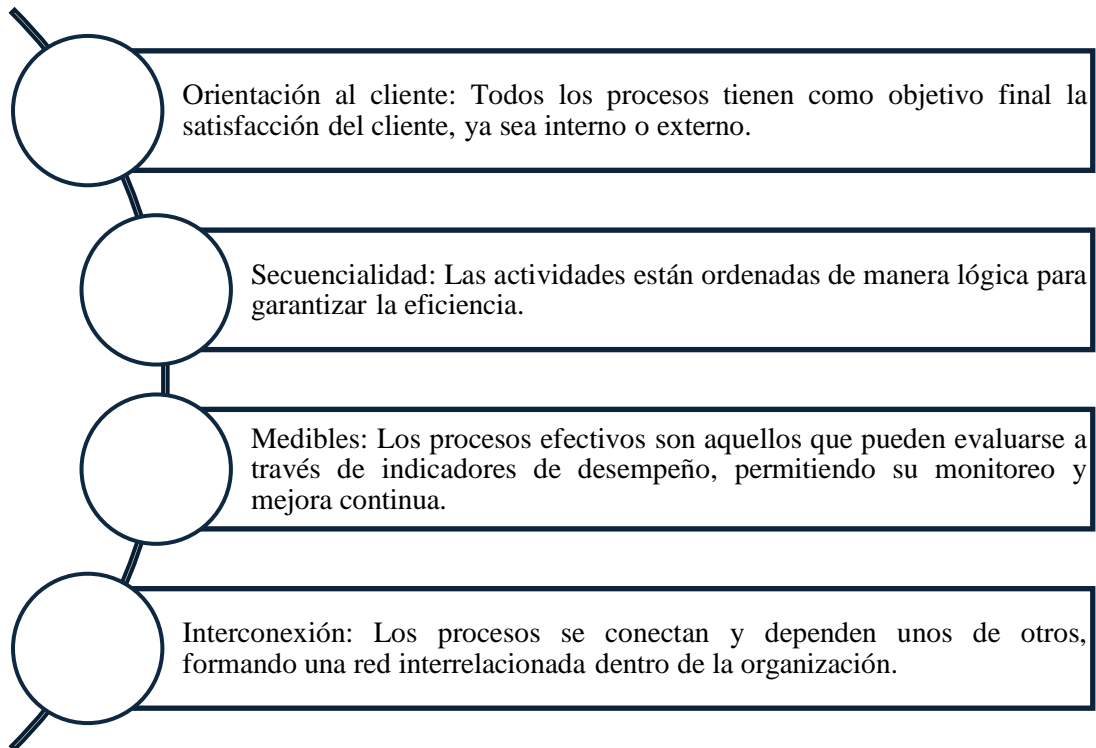 Orientación al cliente: Todos los procesos tienen como objetivo final la
satisfacción del cliente, ya sea interno o externo.
Secuencialidad: Las actividades están ordenadas de manera lógica para
garantizar la eficiencia.
Medibles: Los procesos efectivos son aquellos que pueden evaluarse a
través de indicadores de desempeño, permitiendo su monitoreo y
mejora continua.
Interconexión: Los procesos se conectan y dependen unos de otros,
formando una red interrelacionada dentro de la organización.